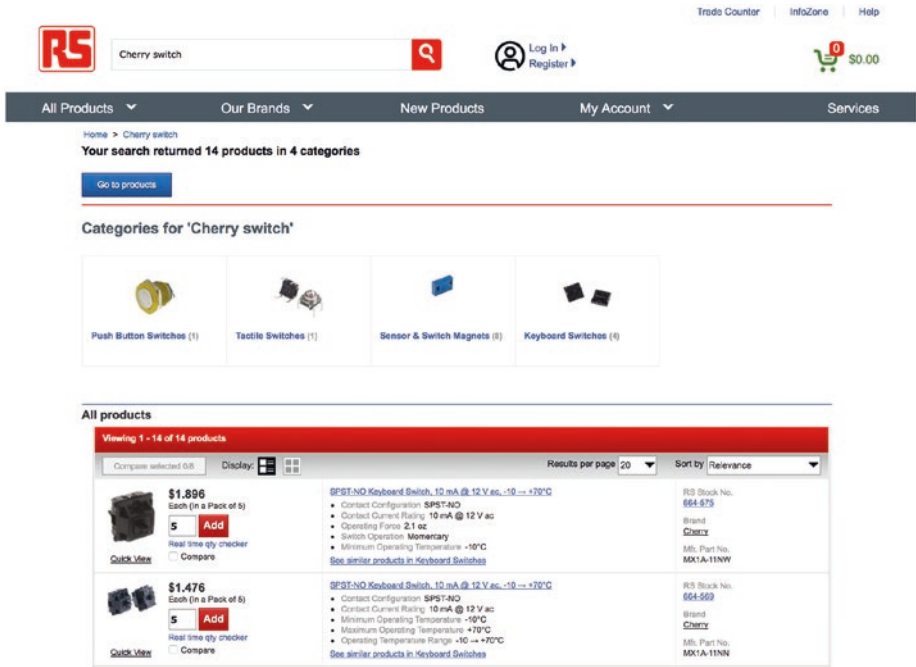 Trade Counter InfoZone Help
RS
Cherry switch
Log In
Register
0
$0.00
All Products Our Brands New Products My Account Services
Home > Cherry switch
Your search returned 14 products in 4 categories
Go to products
Categories for 'Cherry switch'
Push Button Switches (1) Tactile Switches (1) Sensor & Switch Magnets (8) Keyboard Switches (4)
All products
Viewing 1 - 14 of 14 products
Compare selected 0/8 Display: Results per page 20 Sort by Relevance
$1.896
Each (In a Pack of 5)
5 Add
Real time qty checker
Compare
Quick View
SPST-NO Keyboard Switch, 10 mA @ 12 V ac, -10 → +70°C
• Contact Configuration SPST-NO
• Contact Current Rating 10 mA @ 12 V ac
• Operating Force 2.1 oz
• Switch Operation Momentary
• Minimum Operating Temperature -10°C
See similar products in Keyboard Switches
RS Stock No.
664-575
Brand
Cherry
Mfr. Part No.
MX1A-11NW
$1.476
Each (In a Pack of 5)
5 Add
Real time qty checker
Compare
Quick View
SPST-NO Keyboard Switch, 10 mA @ 12 V ac, -10 → +70°C
• Contact Configuration SPST-NO
• Contact Current Rating 10 mA @ 12 V ac
• Minimum Operating Temperature -10°C
• Maximum Operating Temperature +70°C
• Operating Temperature Range -10 → +70°C
See similar products in Keyboard Switches
RS Stock No.
664-569
Brand
Cherry
Mfr. Part No.
MX1A-11NN